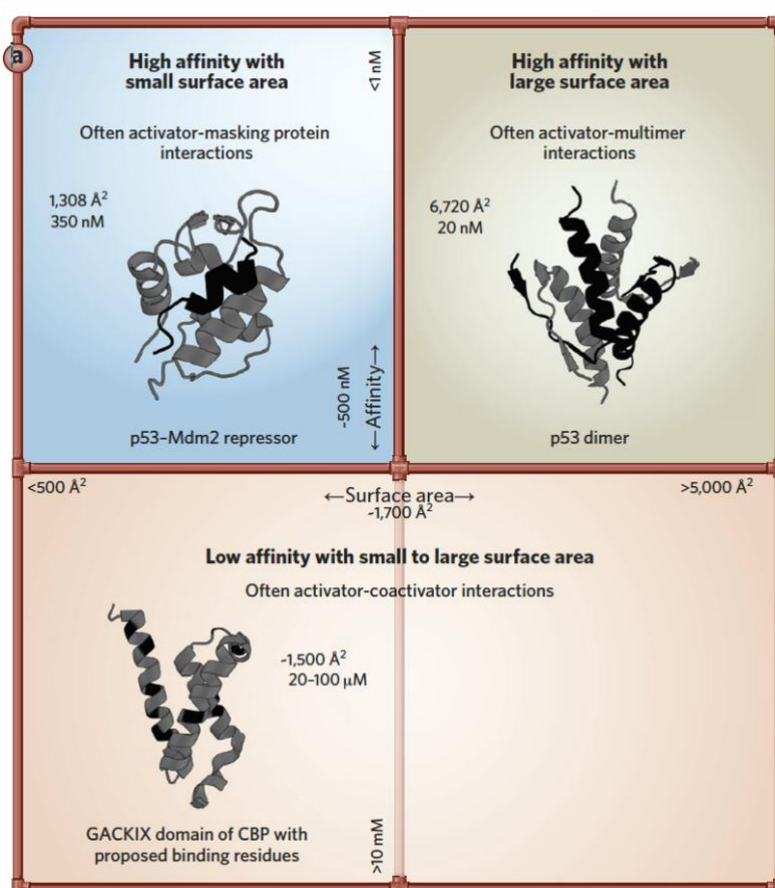 a
High affinity with
small surface area
<1 nM
Often activator-masking protein
interactions
1,308 Å²
350 nM
~500 nM
←Affinity→
p53–Mdm2 repressor
High affinity with
large surface area
Often activator-multimer
interactions
6,720 Å²
20 nM
p53 dimer
<500 Å²
←Surface area→
~1,700 Å²
>5,000 Å²
Low affinity with small to large surface area
Often activator-coactivator interactions
~1,500 Å²
20–100 μM
GACKIX domain of CBP with
proposed binding residues
>10 mM